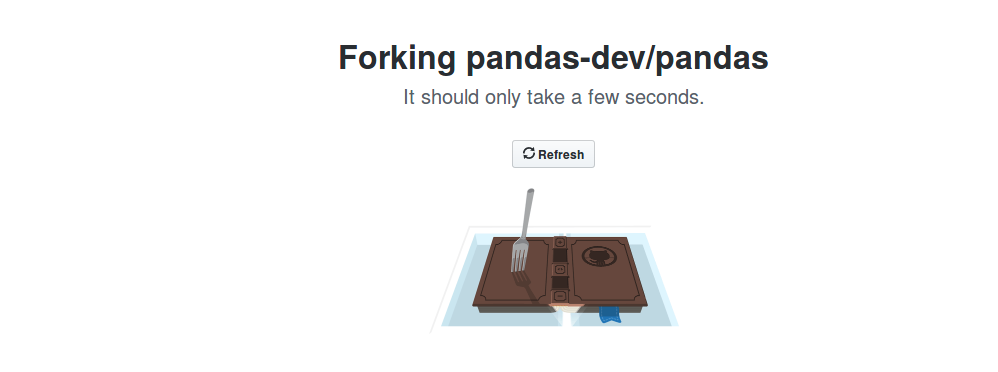 Forking pandas-dev/pandas
It should only take a few seconds.
Refresh